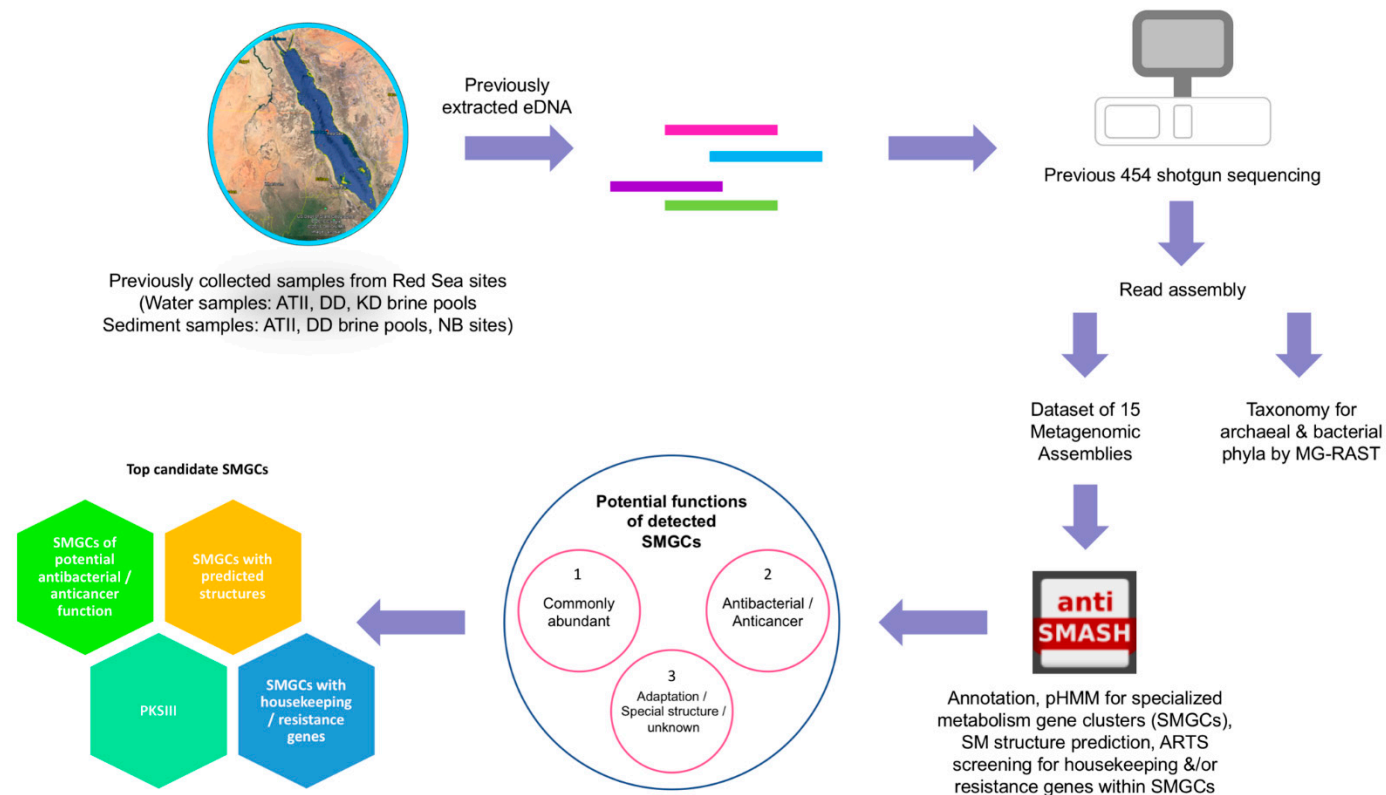 Previously
extracted eDNA
Previous 454 shotgun sequencing
Previously collected samples from Red Sea sites
(Water samples: ATII, DD, KD brine pools
Sediment samples: ATII, DD brine pools, NB sites)
Read assembly
Dataset of 15
Metagenomic
Assemblies
Taxonomy for
archaeal & bacterial
phyla by MG-RAST
anti
SMASH
Annotation, pHMM for specialized
metabolism gene clusters (SMGCs),
SM structure prediction, ARTS
screening for housekeeping &/or
resistance genes within SMGCs
Potential functions
of detected
SMGCs
1
Commonly
abundant
2
Antibacterial /
Anticancer
3
Adaptation /
Special structure /
unknown
Top candidate SMGCs
SMGCs of
potential
antibacterial /
anticancer
function
SMGCs with
predicted
structures
PKSIII
SMGCs with
housekeeping
/ resistance
genes